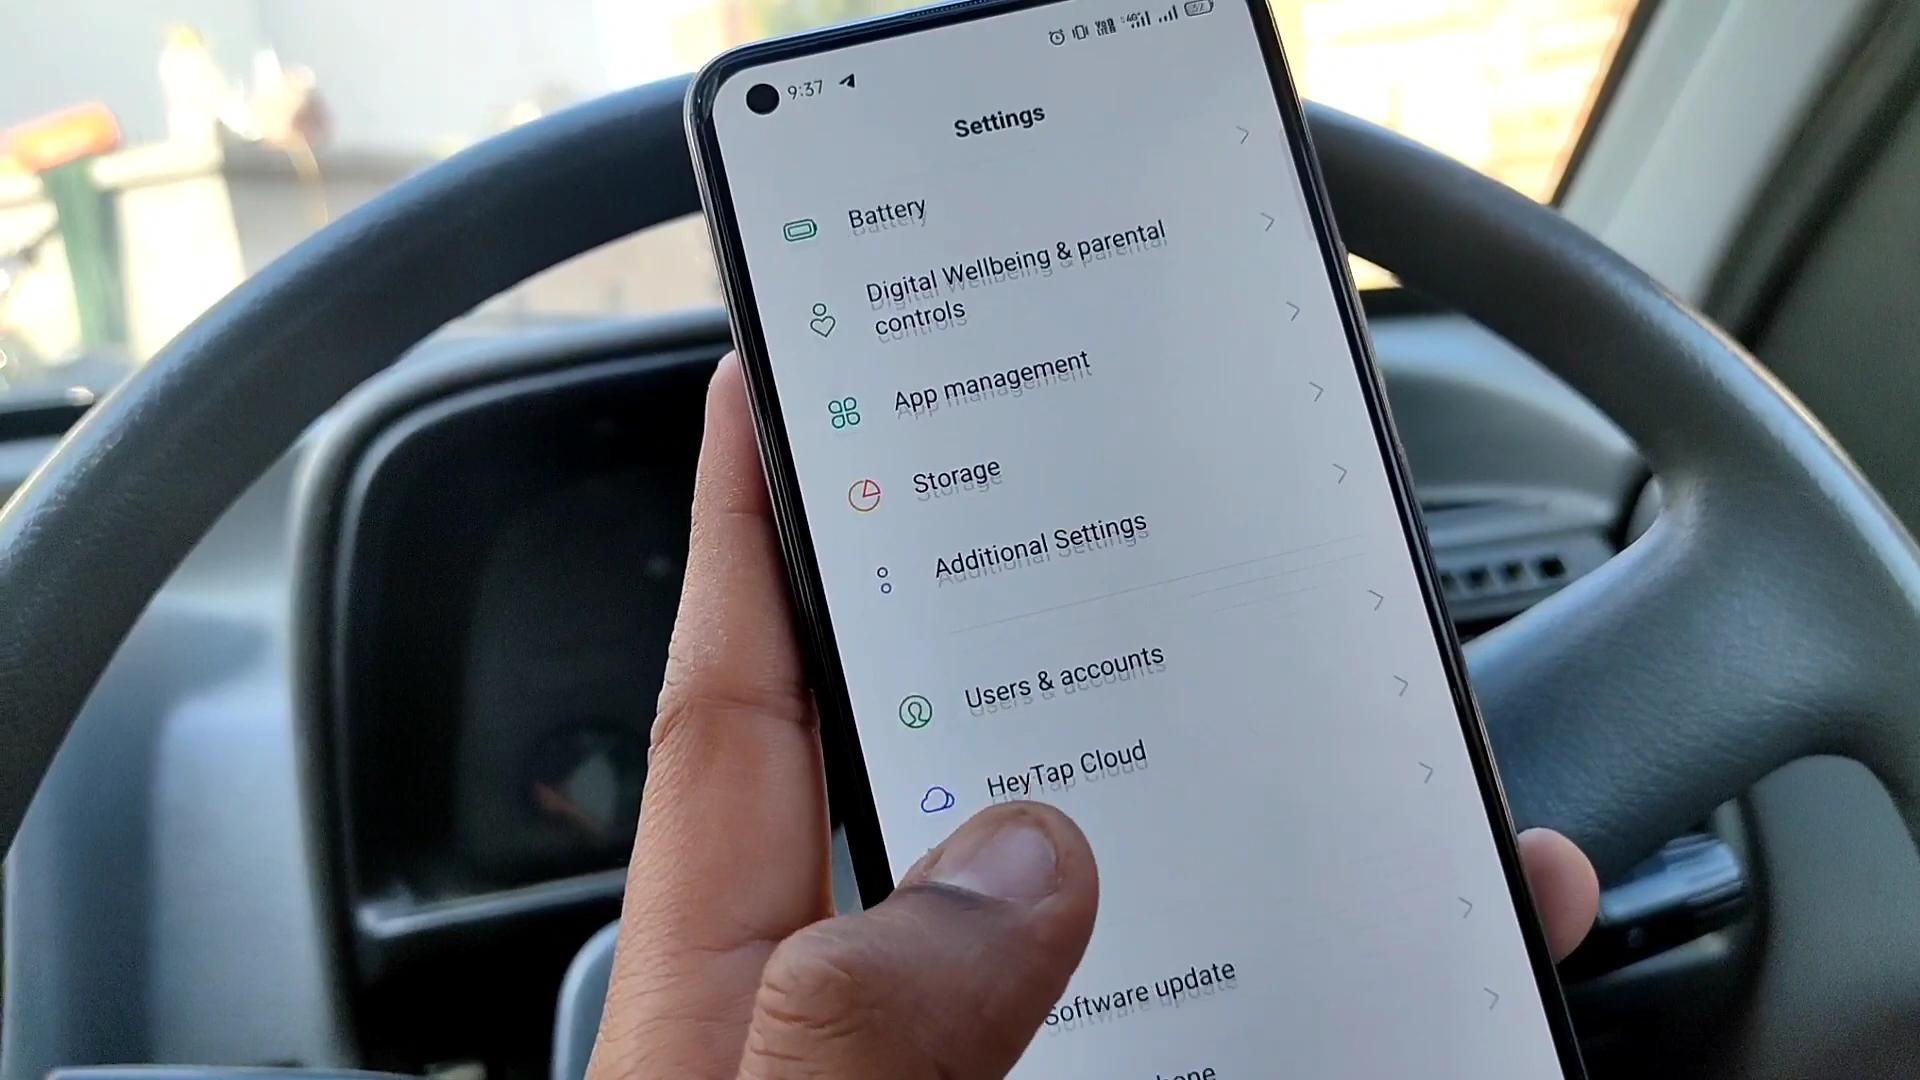 9:37
Settings
Battery
Digital Wellbeing & parental
controls
App management
Storage
Additional Settings
Users & accounts
HeyTap Cloud
Software update
hone